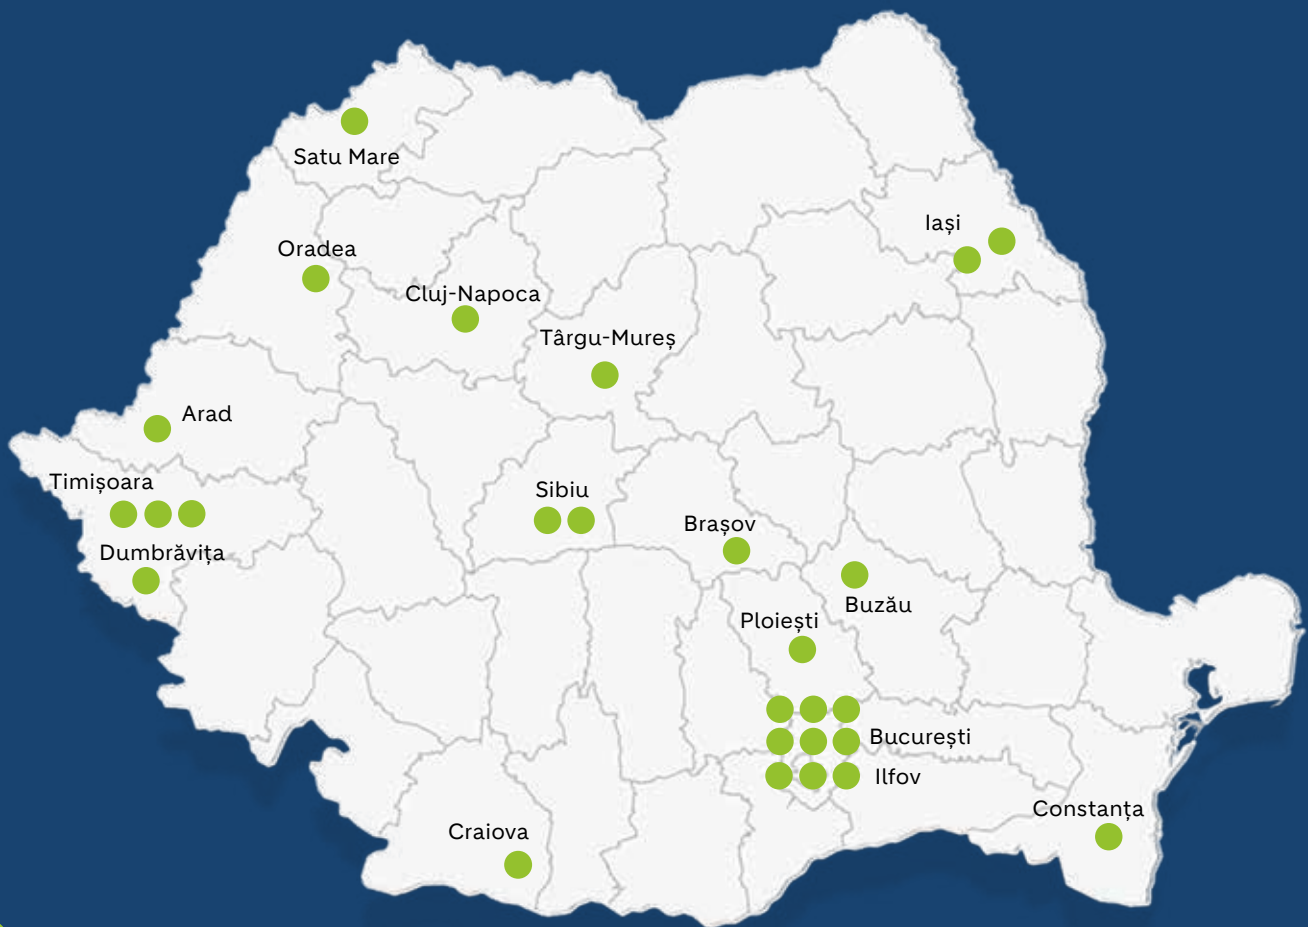 Satu Mare
Iași
Oradea
Cluj-Napoca
Târgu-Mureș
Arad
Timișoara
Sibiu
Brașov
Dumbrăvița
Buzău
Ploiești
București
Ilfov
Constanța
Craiova